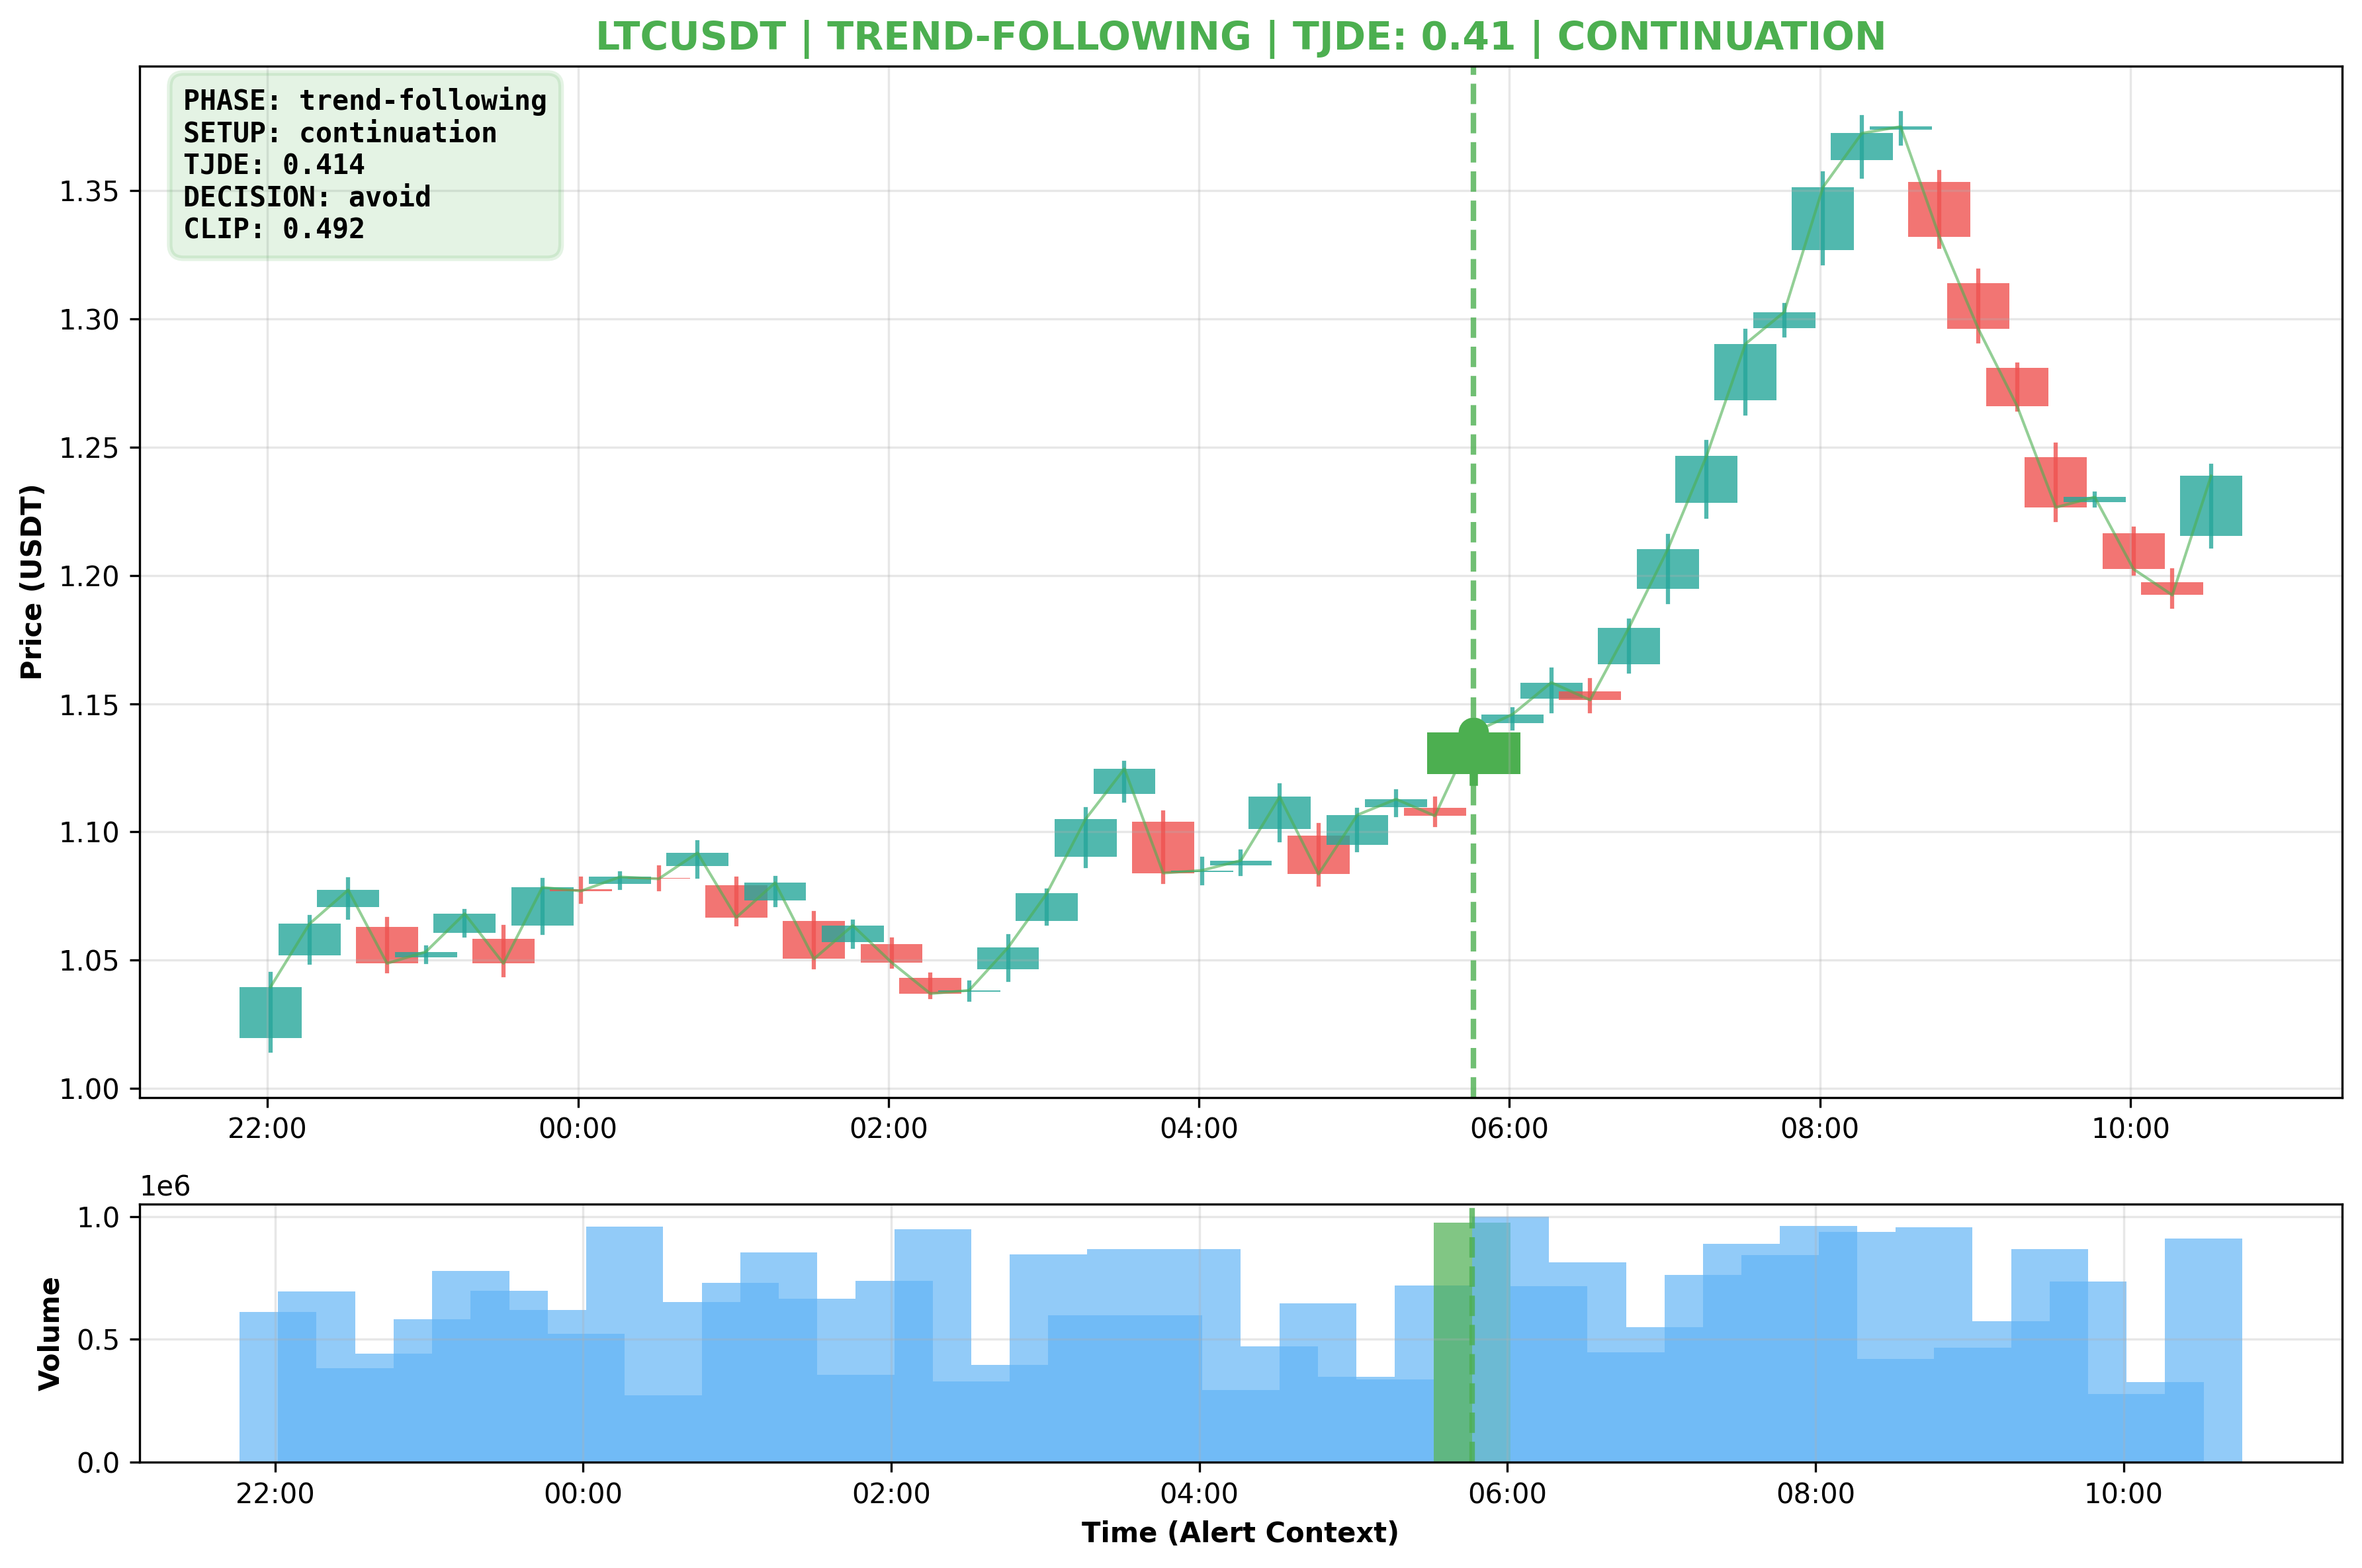 LTCUSDT | TREND-FOLLOWING | TJDE: 0.41 | CONTINUATION
PHASE: trend-following
SETUP: continuation
TJDE: 0.414
DECISION: avoid
CLIP: 0.492
Price (USDT)
1.35
1.30
1.25
1.20
1.15
1.10
1.05
1.00
22:00 00:00 02:00 04:00 06:00 08:00 10:00
1e6
Volume
1.0
0.5
0.0
22:00 00:00 02:00 04:00 06:00 08:00 10:00
Time (Alert Context)